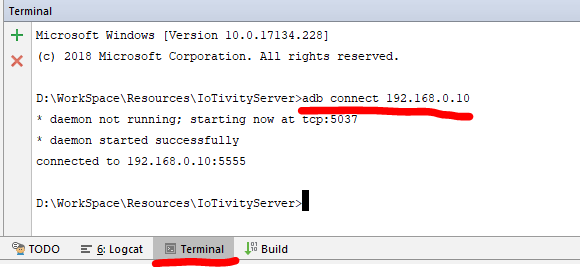 Terminal
Microsoft Windows [Version 10.0.17134.228]
(c) 2018 Microsoft Corporation. All rights reserved.
D:\WorkSpace\Resources\IoTivityServer>adb connect 192.168.0.10
* daemon not running; starting now at tcp:5037
* daemon started successfully
connected to 192.168.0.10:5555
D:\WorkSpace\Resources\IoTivityServer>
TODO 6: Logcat Terminal Build